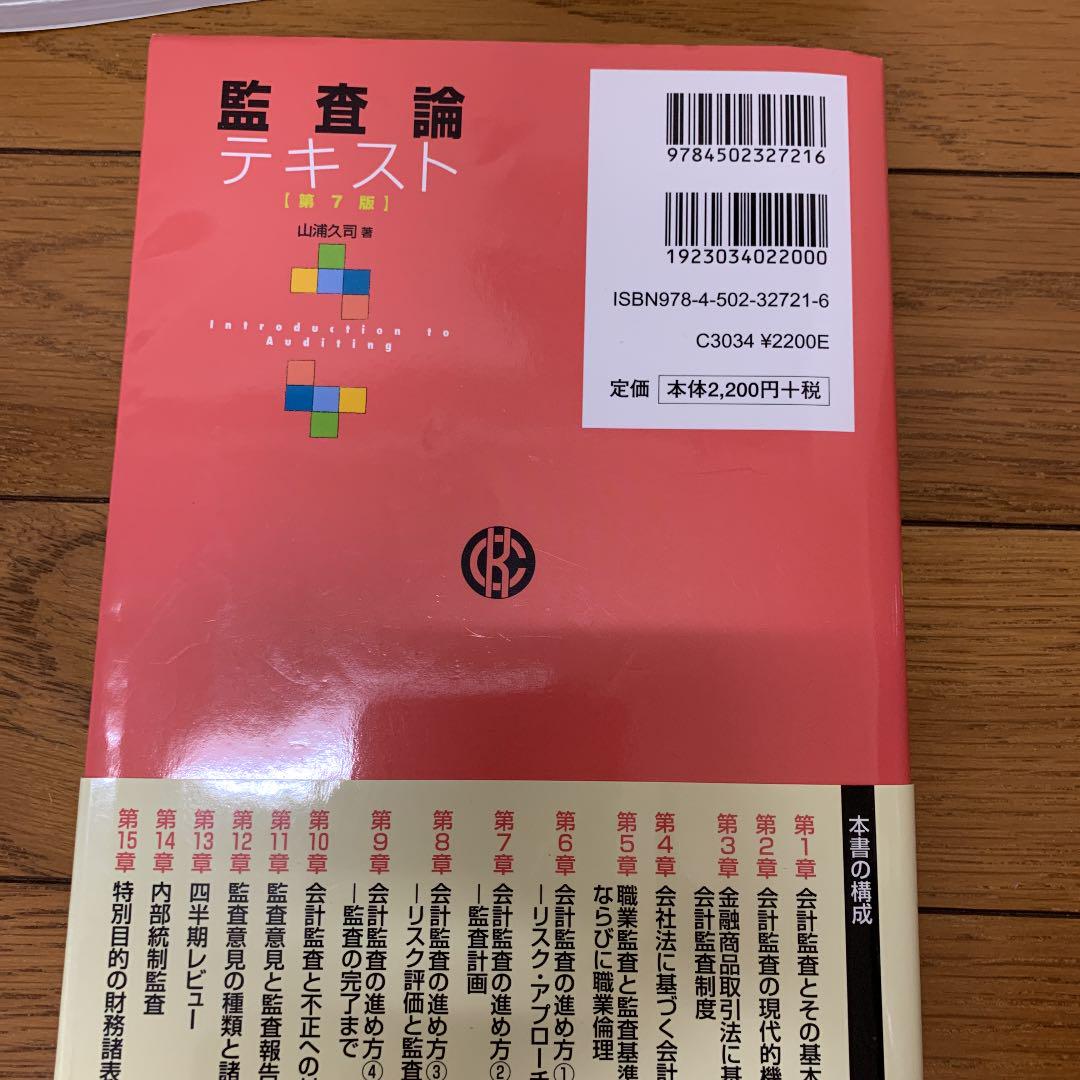 監査論
テキスト
【第7版】
山浦久司 著
Introduction to
Auditing
9784502327216
1923034022000
ISBN978-4-502-32721-6
C3034 ¥2200E
定価 本体2,200円+税
本書の構成
第1章 会計監査とその基本
第2章 会計監査の現代的機
第3章 金融商品取引法に基
会計監査制度
第4章 会社法に基づく会計
第5章 職業監査と監査基準
ならびに職業倫理
第6章 会計監査の進め方①
―リスク・アプローチ
第7章 会計監査の進め方②
―監査計画
第8章 会計監査の進め方③
―リスク評価と監査
第9章 会計監査の進め方④
―監査の完了まで
第10章 会計監査と不正への
第11章 監査意見と監査報告
第12章 監査意見の種類と諸
第13章 四半期レビュー
第14章 内部統制監査
第15章 特別目的の財務諸表